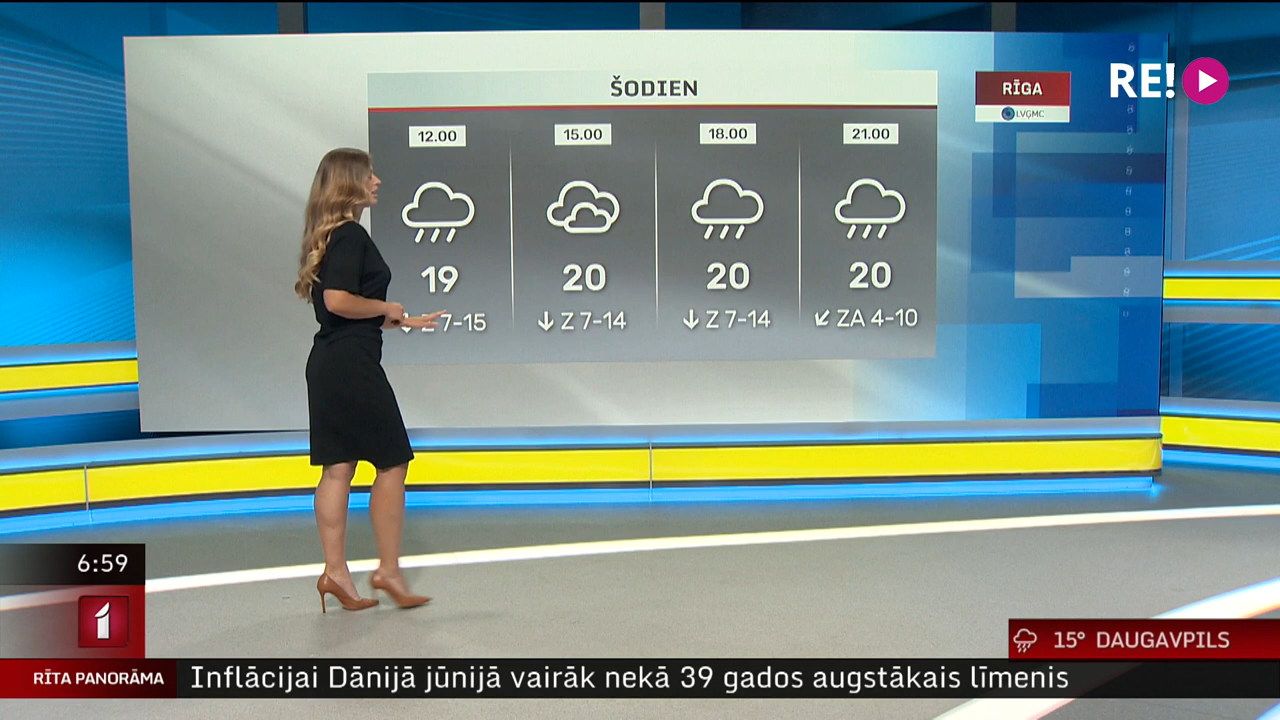 RE!
ŠODIEN
RĪGA
LVĢMC
12.00
15.00
18.00
21.00
19
20
20
20
Z 7-15
Z 7-14
Z 7-14
ZA 4-10
6:59
1
15° DAUGAVPILS
RĪTA PANORĀMA
Inflācijai Dānijā jūnijā vairāk nekā 39 gados augstākais līmenis